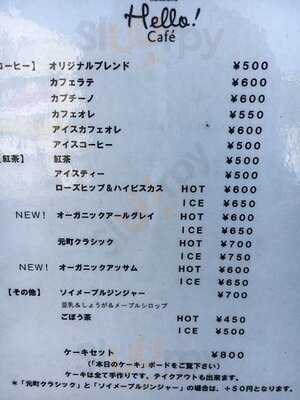 Hello!
Café
【コーヒー】 オリジナルブレンド ¥500
カフェラテ ¥600
カプチーノ ¥600
カフェオレ ¥550
アイスカフェオレ ¥600
アイスコーヒー ¥500
【紅茶】 紅茶 ¥500
アイスティー ¥500
ローズヒップ&ハイビスカス HOT ¥600
ICE ¥650
NEW! オーガニックアールグレイ HOT ¥600
ICE ¥650
元町クラシック HOT ¥700
ICE ¥750
NEW! オーガニックアッサム HOT ¥600
ICE ¥650
【その他】 ソイメープルジンジャー ¥700
豆乳&しょうが&メープルシロップ
ごぼう茶 HOT ¥450
ICE ¥500
ケーキセット ¥800
(「本日のケーキ」ボードをご覧下さい)
ケーキは全て手作りです。テイクアウトも出来ます。
*「元町クラシック」と「ソイメープルジンジャー」の場合は、+50円となります。